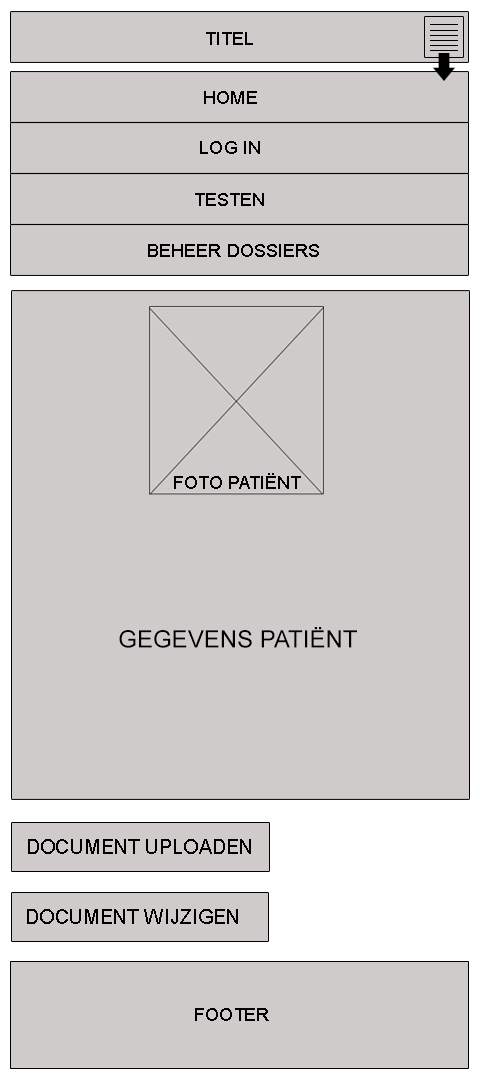 TITEL
HOME
LOG IN
TESTEN
BEHEER DOSSIERS
FOTO PATIËNT
GEGEVENS PATIËNT
DOCUMENT UPLOADEN
DOCUMENT WIJZIGEN
FOOTER